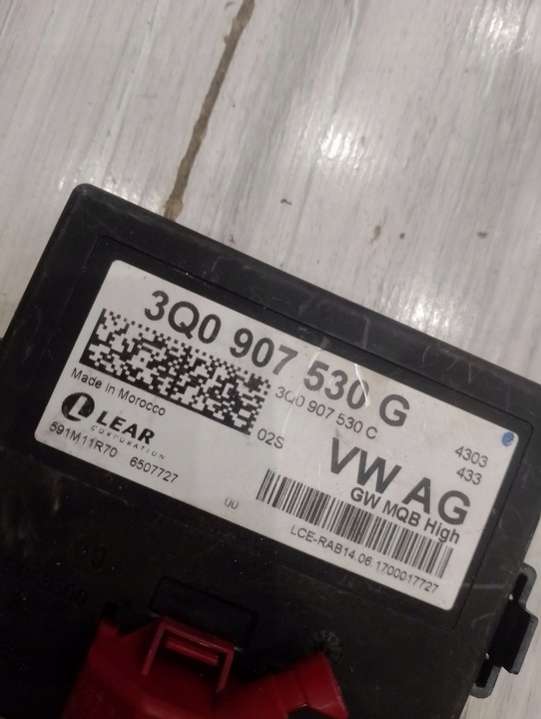 3Q0 907 530 G
3Q0 907 530 C
4303
433
Made in Morocco
LEAR
CORPORATION
02S
VW AG
GW MQB High
591M11R70 6507727
00
LCE-RAB14.06.1700017727